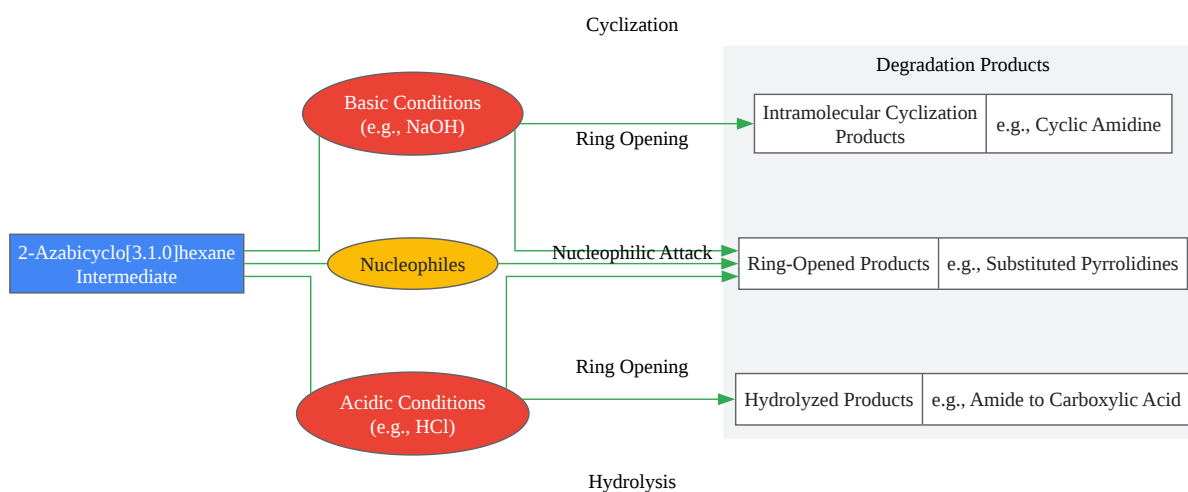 Cyclization
Degradation Products
Basic Conditions
(e.g., NaOH)
Intramolecular Cyclization
Products
e.g., Cyclic Amidine
Ring Opening
2-Azabicyclo[3.1.0]hexane
Intermediate
Nucleophiles
Nucleophilic Attack
Ring-Opened Products
e.g., Substituted Pyrrolidines
Ring Opening
Acidic Conditions
(e.g., HCl)
Hydrolyzed Products
e.g., Amide to Carboxylic Acid
Hydrolysis